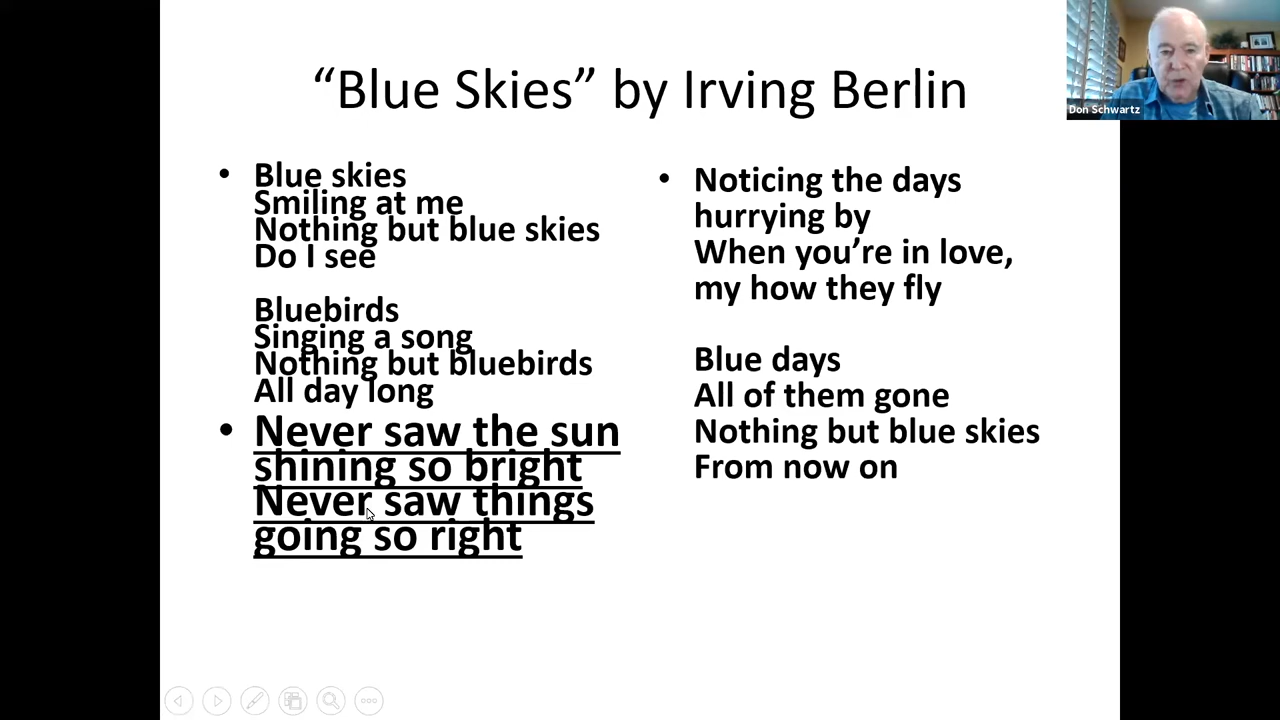 “Blue Skies” by Irving Berlin
• Blue skies
Smiling at me
Nothing but blue skies
Do I see
Bluebirds
Singing a song
Nothing but bluebirds
All day long
• Never saw the sun
shining so bright
Never saw things
going so right
• Noticing the days
hurrying by
When you’re in love,
my how they fly
Blue days
All of them gone
Nothing but blue skies
From now on
Don Schwartz